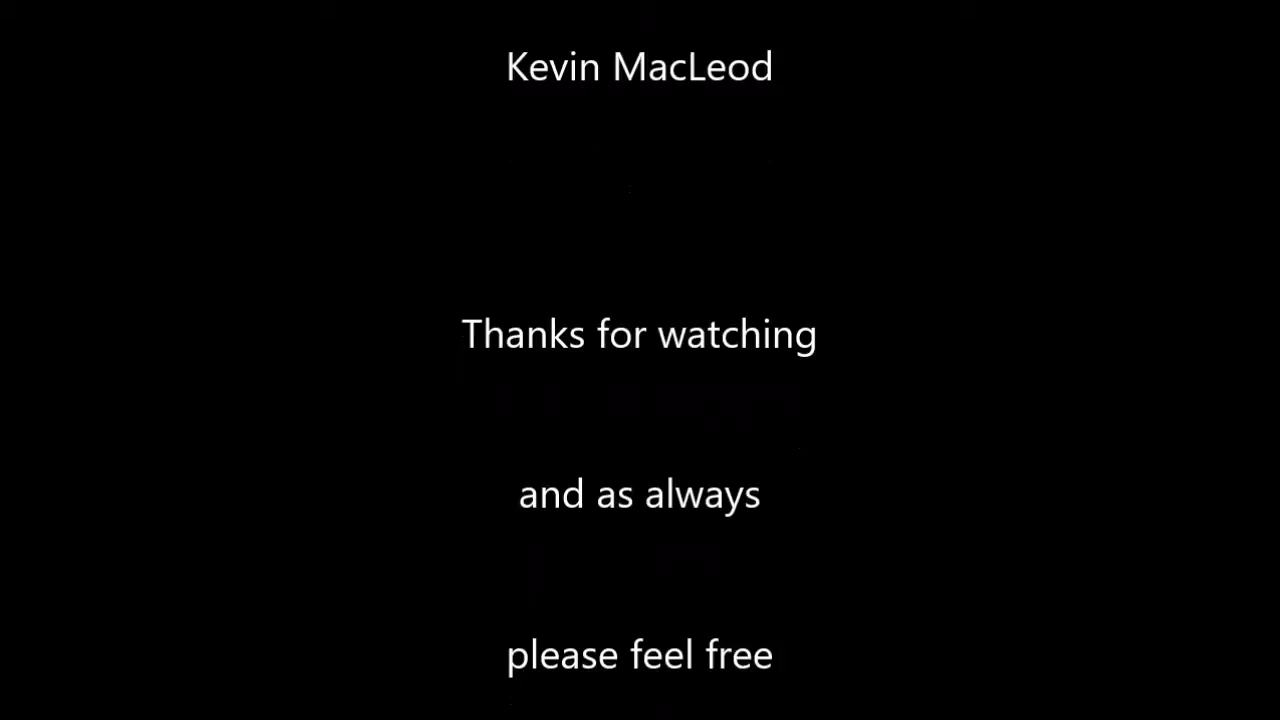 Kevin MacLeod
Thanks for watching
and as always
please feel free